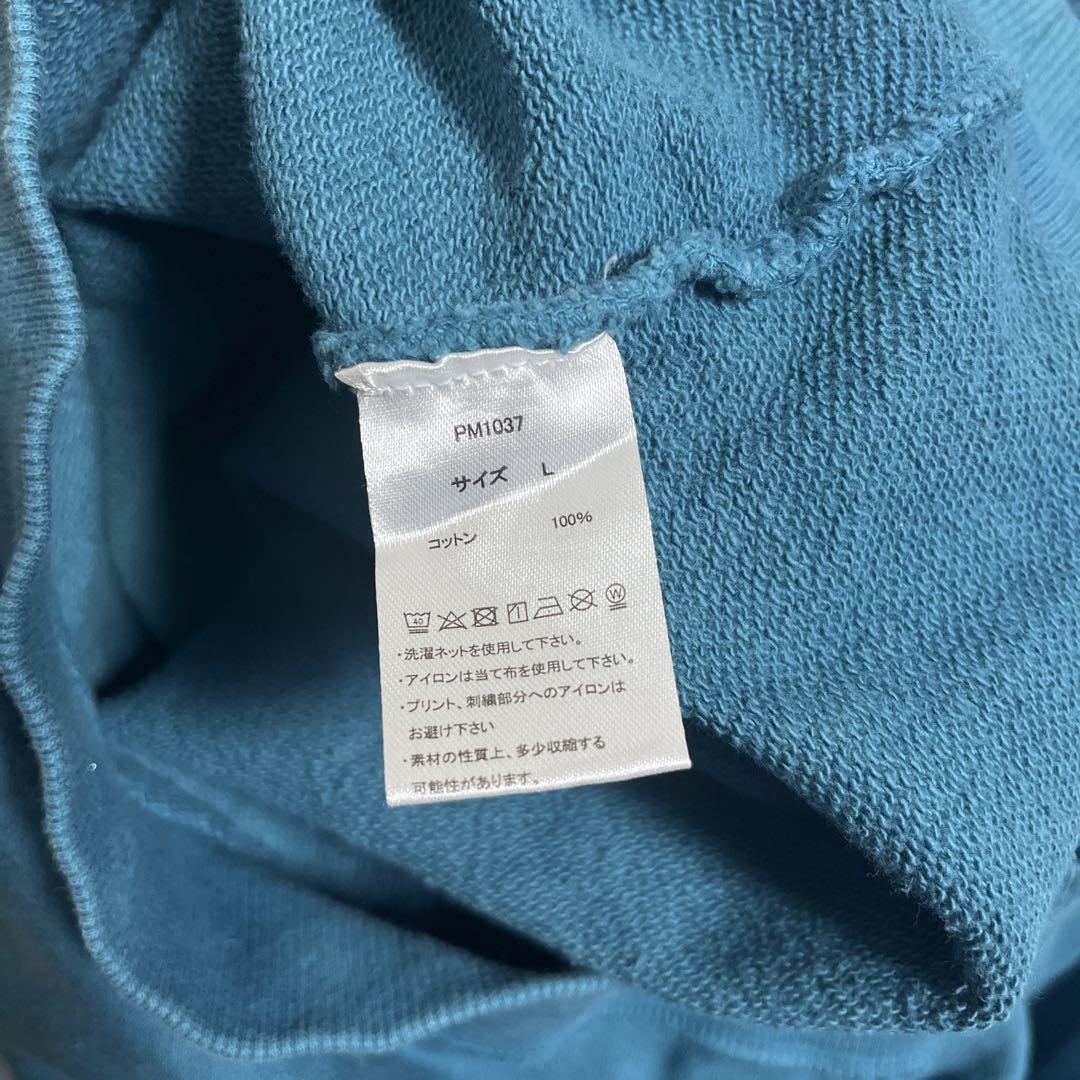 PM1037
サイズ L
コットン 100%
40 1 W
・洗濯ネットを使用して下さい。
・アイロンは当て布を使用して下さい。
・プリント、刺繍部分へのアイロンは
お避け下さい
・素材の性質上、多少収縮する
可能性があります。